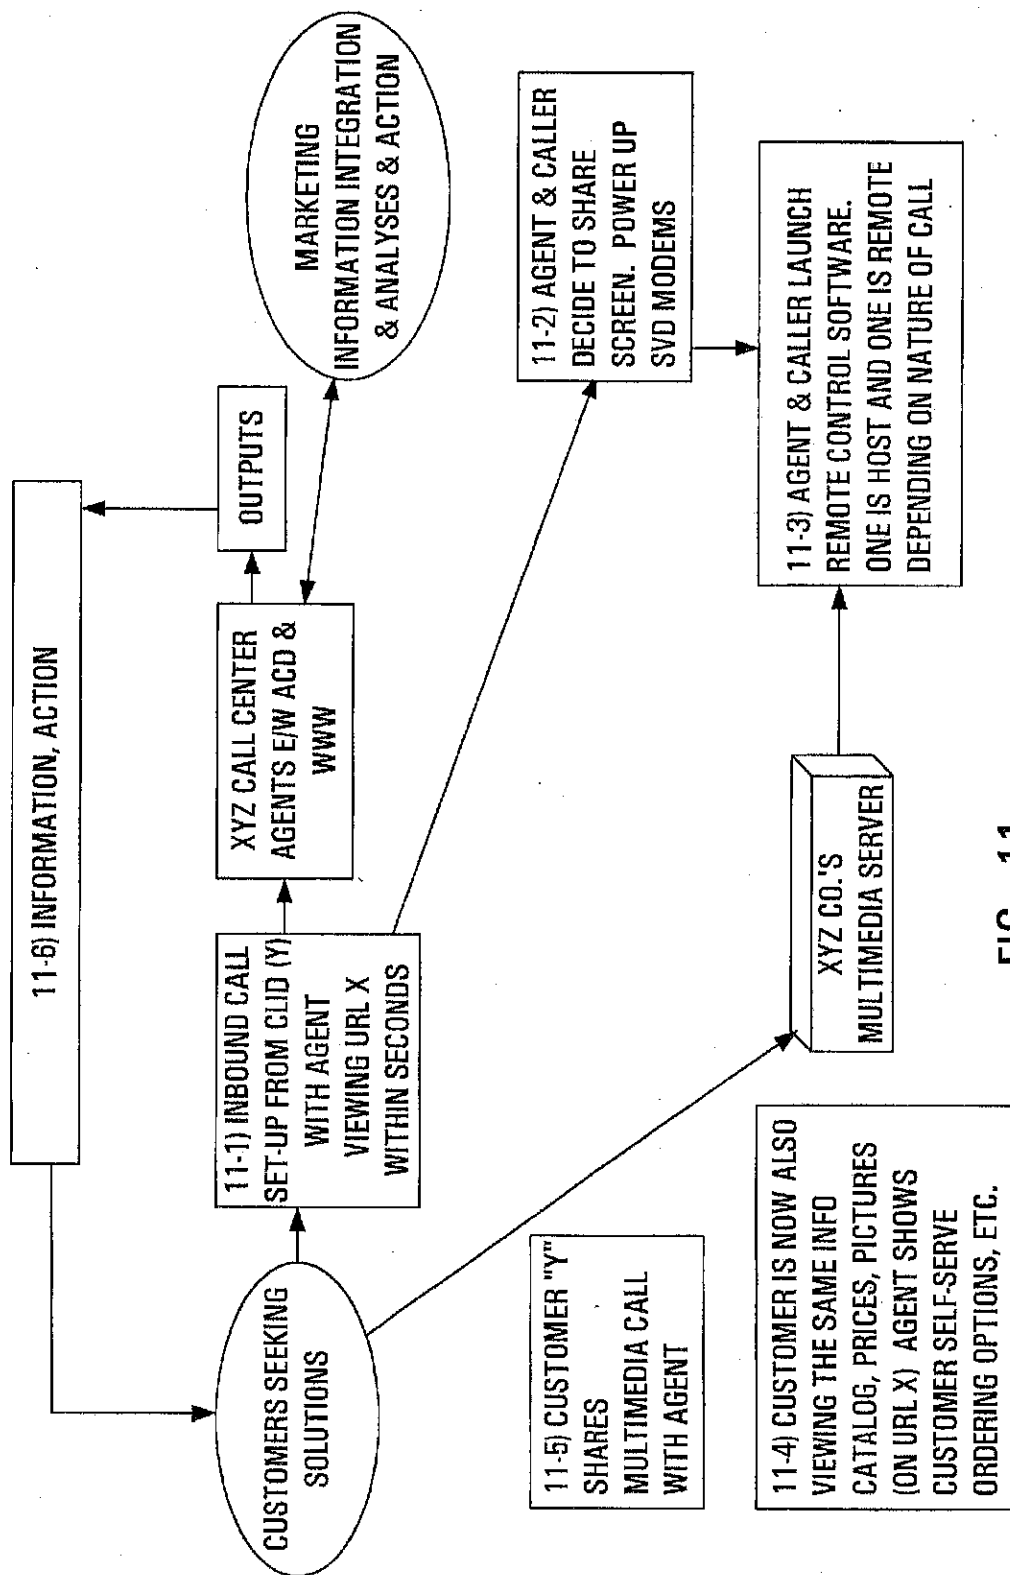 11-6) INFORMATION, ACTION
CUSTOMERS SEEKING
SOLUTIONS
11-1) INBOUND CALL
SET-UP FROM CLID (Y)
WITH AGENT
VIEWING URL X
WITHIN SECONDS
XYZ CALL CENTER
AGENTS E/W ACD &
WWW
OUTPUTS
MARKETING
INFORMATION INTEGRATION
& ANALYSES & ACTION
11-5) CUSTOMER "Y"
SHARES
MULTIMEDIA CALL
WITH AGENT
11-2) AGENT & CALLER
DECIDE TO SHARE
SCREEN. POWER UP
SVD MODEMS
11-4) CUSTOMER IS NOW ALSO
VIEWING THE SAME INFO
CATALOG, PRICES, PICTURES
(ON URL X) AGENT SHOWS
CUSTOMER SELF-SERVE
ORDERING OPTIONS, ETC.
XYZ CO.'S
MULTIMEDIA SERVER
11-3) AGENT & CALLER LAUNCH
REMOTE CONTROL SOFTWARE.
ONE IS HOST AND ONE IS REMOTE
DEPENDING ON NATURE OF CALL
FIG. 11